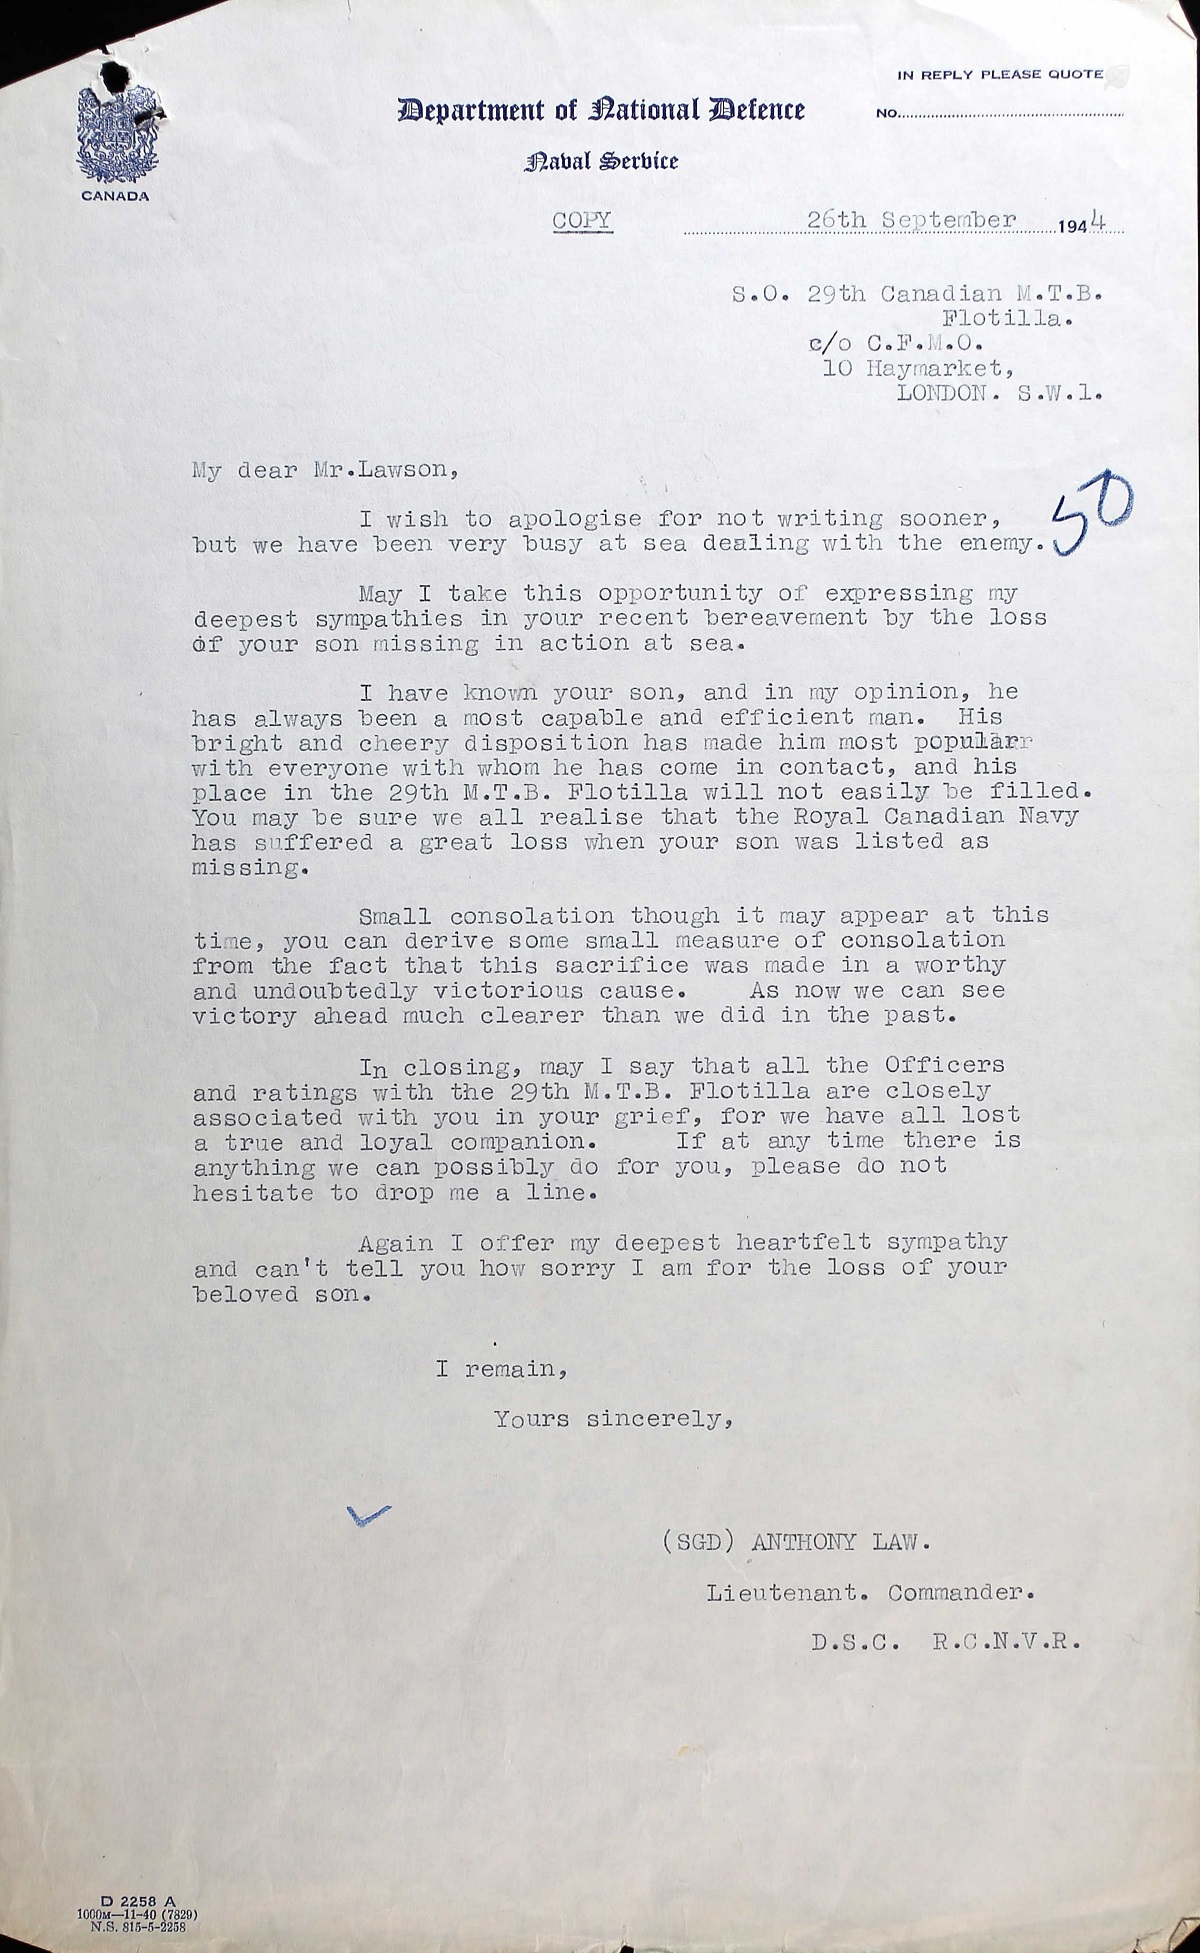 IN REPLY PLEASE QUOTE
Department of National Defence
No.
Naval Service
CANADA
COPY
26th September 1944
S.O. 29th Canadian M.T.B.
Flotilla.
c/o C.F.M.O.
10 Haymarket,
LONDON. S.W.1.
My dear Mr.Lawson,
50
I wish to apologise for not writing sooner,
but we have been very busy at sea dealing with the enemy.
May I take this opportunity of expressing my
deepest sympathies in your recent bereavement by the loss
of your son missing in action at sea.
I have known your son, and in my opinion, he
has always been a most capable and efficient man. His
bright and cheery disposition has made him most popularr
with everyone with whom he has come in contact, and his
place in the 29th M.T.B. Flotilla will not easily be filled.
You may be sure we all realise that the Royal Canadian Navy
has suffered a great loss when your son was listed as
missing.
Small consolation though it may appear at this
time, you can derive some small measure of consolation
from the fact that this sacrifice was made in a worthy
and undoubtedly victorious cause. As now we can see
victory ahead much clearer than we did in the past.
In closing, may I say that all the Officers
and ratings with the 29th M.T.B. Flotilla are closely
associated with you in your grief, for we have all lost
a true and loyal companion. If at any time there is
anything we can possibly do for you, please do not
hesitate to drop me a line.
Again I offer my deepest heartfelt sympathy
and can't tell you how sorry I am for the loss of your
beloved son.
I remain,
Yours sincerely,
(SGD) ANTHONY LAW.
Lieutenant. Commander.
D.S.C. R.C.N.V.R.
D 2258 A
1000M—11-40 (7829)
N.S. 815-5-2258